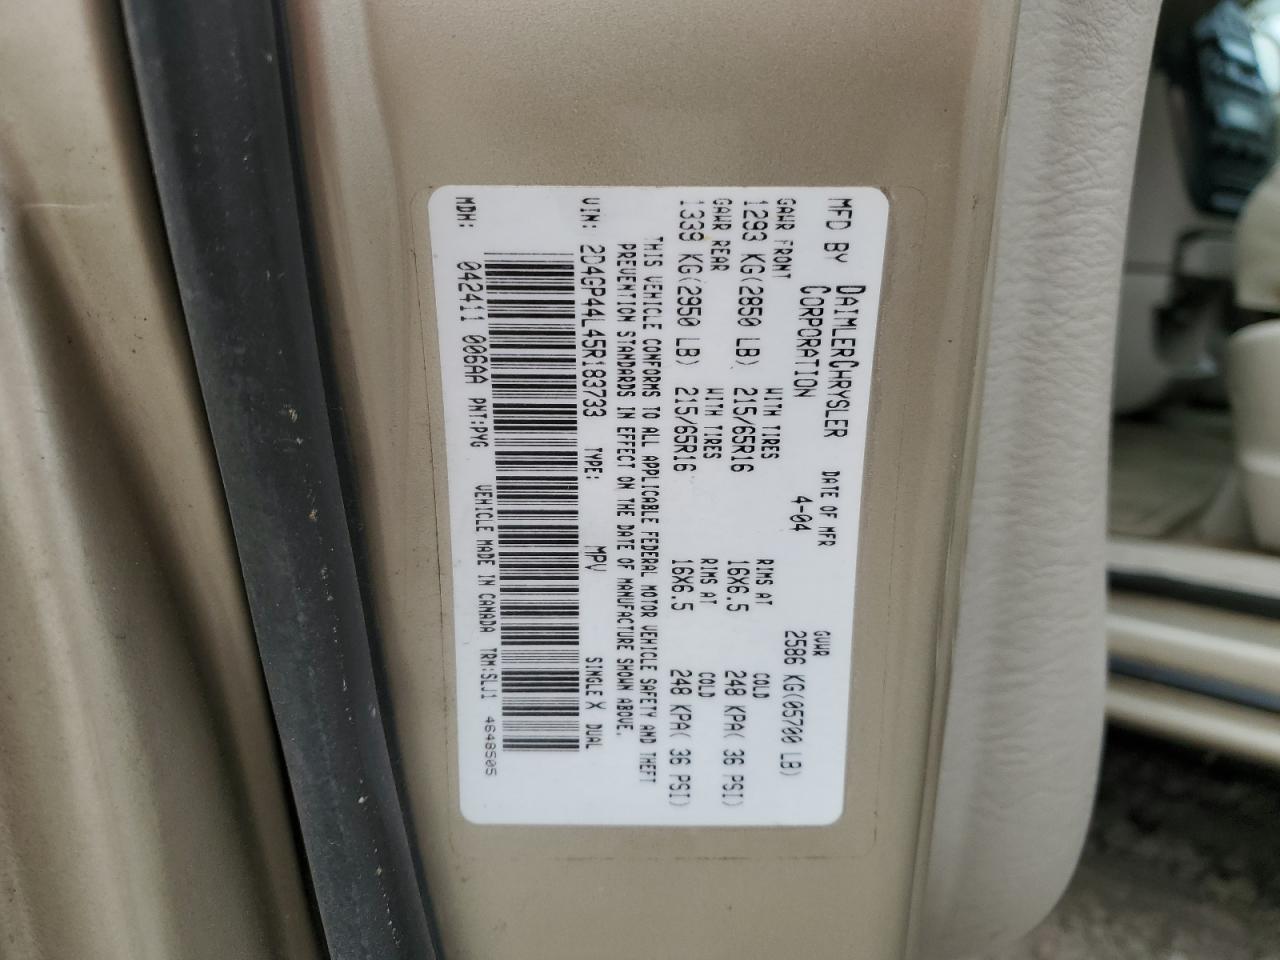 MFD BY DAIMLERCHRYSLER CORPORATION
DATE OF MFR 4-04
GVWR 2586 KG(05700 LB)
GAWR FRONT 1293 KG(2850 LB)
WITH TIRES 215/65R16
RIMS AT 16X6.5
COLD 248 KPA( 36 PSI)
GAWR REAR 1339 KG(2950 LB)
WITH TIRES 215/65R16
RIMS AT 16X6.5
COLD 248 KPA( 36 PSI)
THIS VEHICLE CONFORMS TO ALL APPLICABLE FEDERAL MOTOR VEHICLE SAFETY AND THEFT
PREVENTION STANDARDS IN EFFECT ON THE DATE OF MANUFACTURE SHOWN ABOVE.
VIN: 2D4GP44L45R183733 TYPE: MPV SINGLE X DUAL
MDH: 042411 006AA PNT:PYG VEHICLE MADE IN CANADA TRM:SLJ1 4648505